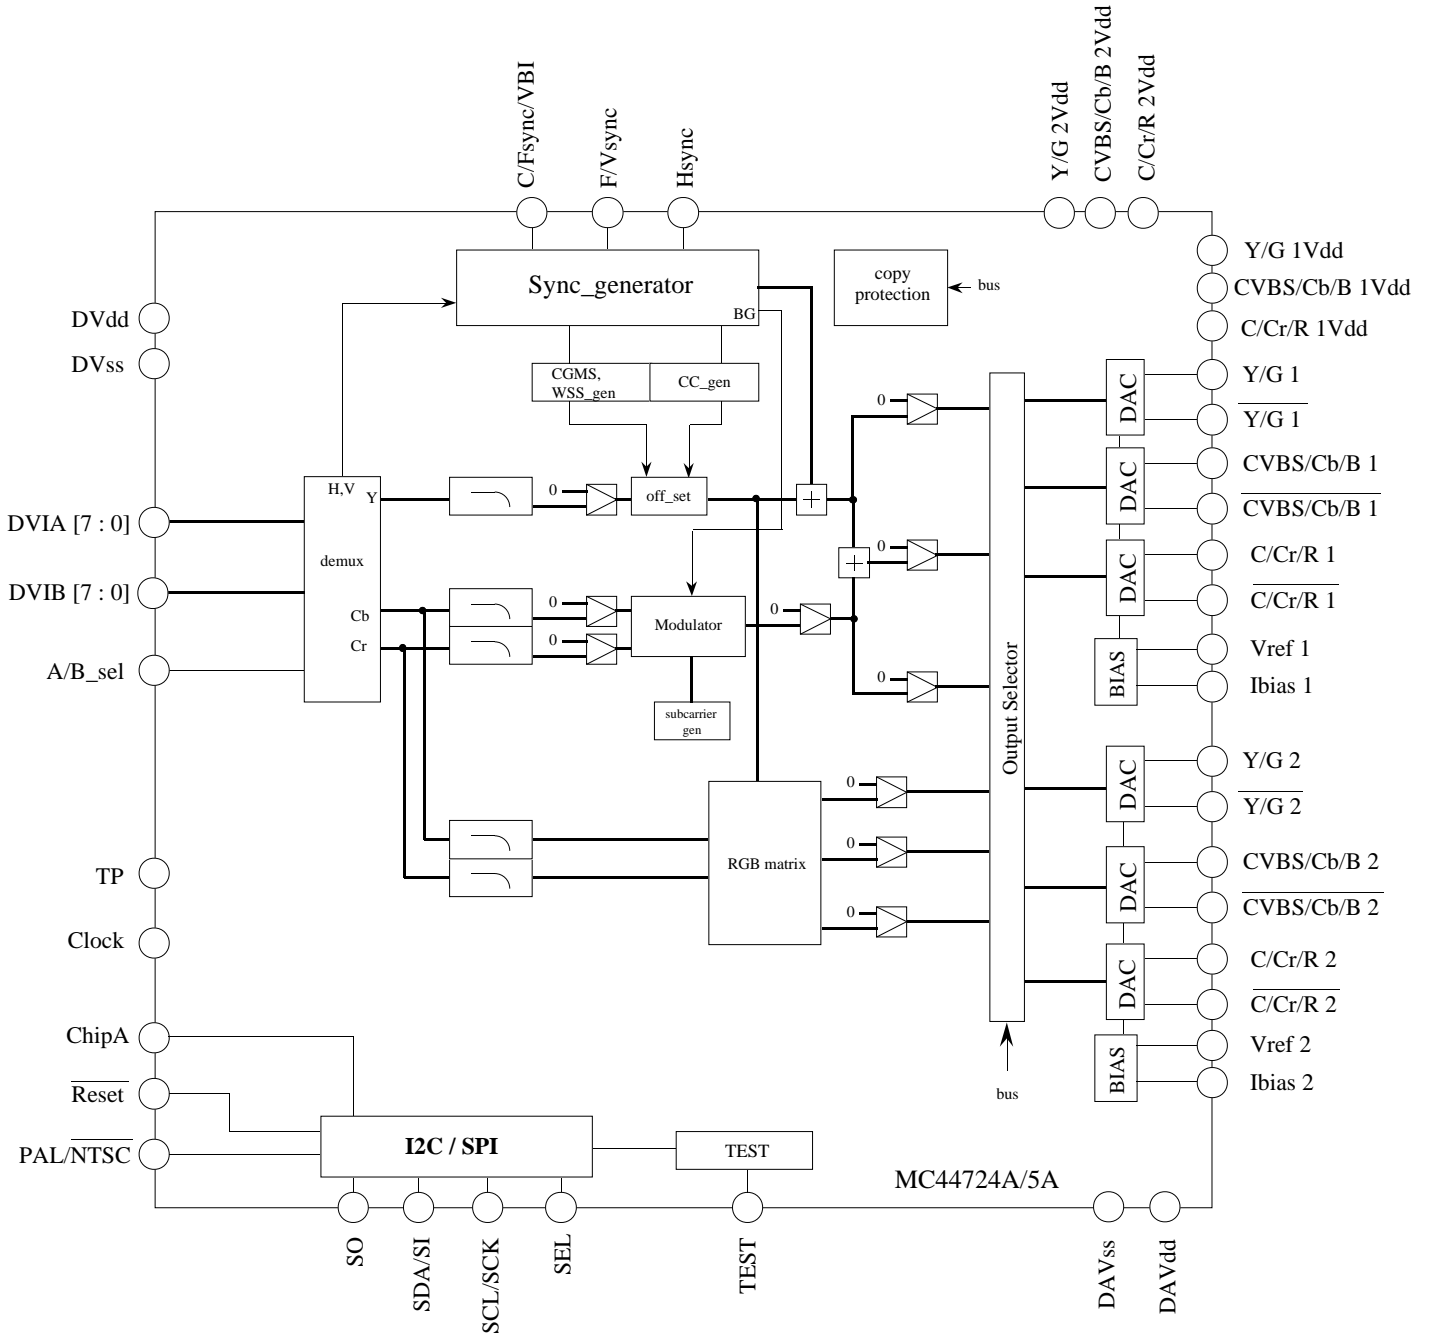 C/Fsync/VBI
F/Vsync
Hsync
Y/G 2Vdd
CVBS/Cb/B 2Vdd
C/Cr/R 2Vdd
Sync_generator
BG
copy
protection
bus
Y/G 1Vdd
CVBS/Cb/B 1Vdd
C/Cr/R 1Vdd
DVdd
DVss
CGMS,
WSS_gen
CC_gen
H,V
Y
0
off_set
+
0
DAC
Y/G 1
Y/G 1
DAC
CVBS/Cb/B 1
CVBS/Cb/B 1
DVIA [7 : 0]
demux
DVIB [7 : 0]
Cb
Cr
0
0
Modulator
0
+
0
DAC
C/Cr/R 1
C/Cr/R 1
A/B_sel
subcarrier
gen
0
Output Selector
BIAS
Vref 1
Ibias 1
RGB matrix
0
0
0
DAC
Y/G 2
Y/G 2
DAC
CVBS/Cb/B 2
CVBS/Cb/B 2
TP
Clock
DAC
C/Cr/R 2
C/Cr/R 2
ChipA
Reset
PAL/NTSC
BIAS
Vref 2
Ibias 2
bus
I2C / SPI
TEST
MC44724A/5A
SO
SDA/SI
SCL/SCK
SEL
TEST
DAVss
DAVdd